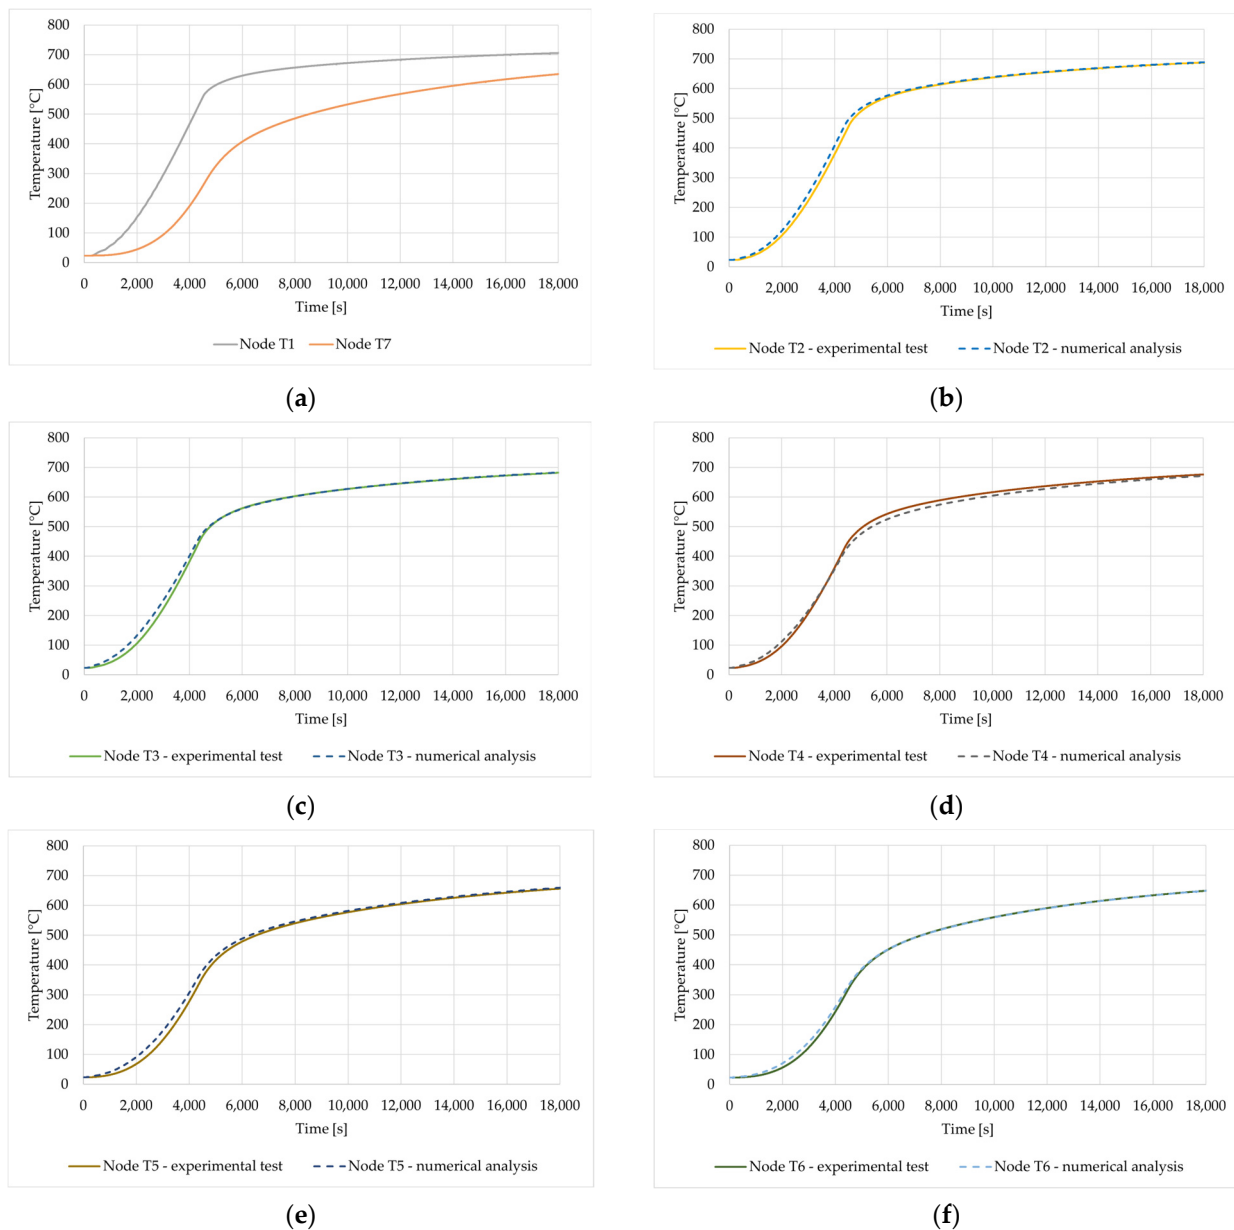 800
700
600
500
400
300
200
100
0
Temperature [°C]
0 2,000 4,000 6,000 8,000 10,000 12,000 14,000 16,000 18,000
Time [s]
Node T1 Node T7
(a)
800
700
600
500
400
300
200
100
0
Temperature [°C]
0 2,000 4,000 6,000 8,000 10,000 12,000 14,000 16,000 18,000
Time [s]
Node T2 - experimental test Node T2 - numerical analysis
(b)
800
700
600
500
400
300
200
100
0
Temperature [°C]
0 2,000 4,000 6,000 8,000 10,000 12,000 14,000 16,000 18,000
Time [s]
Node T3 - experimental test Node T3 - numerical analysis
(c)
800
700
600
500
400
300
200
100
0
Temperature [°C]
0 2,000 4,000 6,000 8,000 10,000 12,000 14,000 16,000 18,000
Time [s]
Node T4 - experimental test Node T4 - numerical analysis
(d)
800
700
600
500
400
300
200
100
0
Temperature [°C]
0 2,000 4,000 6,000 8,000 10,000 12,000 14,000 16,000 18,000
Time [s]
Node T5 - experimental test Node T5 - numerical analysis
(e)
800
700
600
500
400
300
200
100
0
Temperature [°C]
0 2,000 4,000 6,000 8,000 10,000 12,000 14,000 16,000 18,000
Time [s]
Node T6 - experimental test Node T6 - numerical analysis
(f)